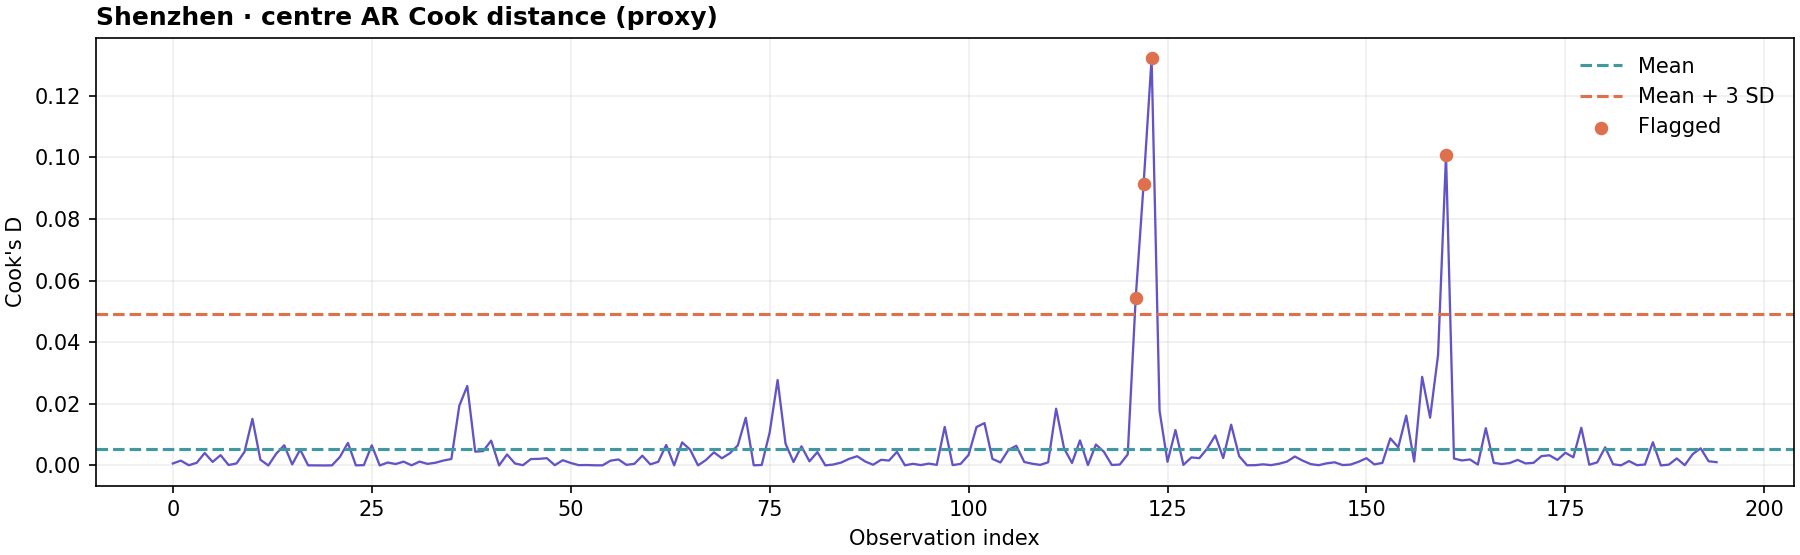 Shenzhen · centre AR Cook distance (proxy)
Mean
Mean + 3 SD
Flagged
Cook's D
0.12
0.10
0.08
0.06
0.04
0.02
0.00
0 25 50 75 100 125 150 175 200
Observation index